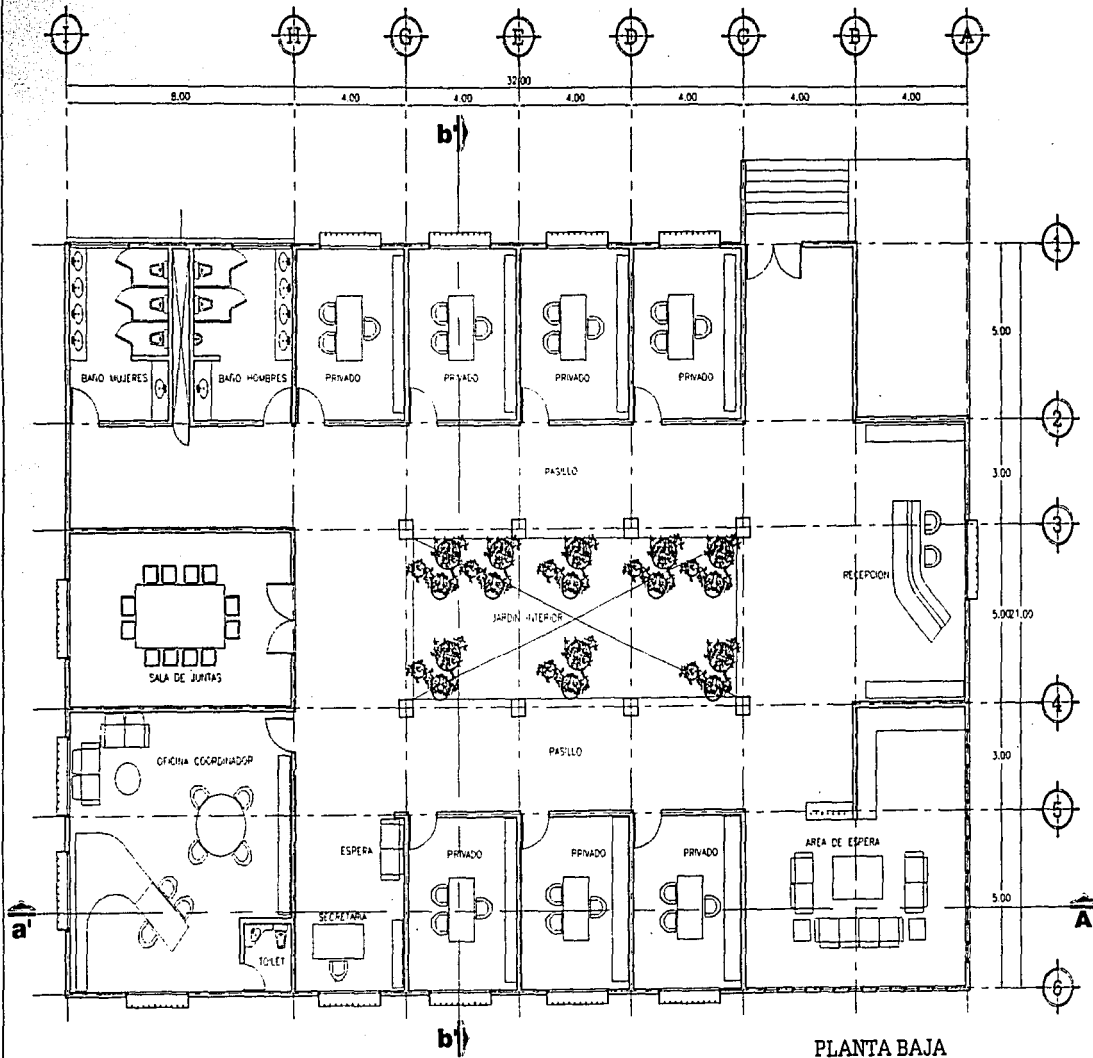 I H G E D C B A
32.00
8.00 4.00 4.00 4.00 4.00 4.00 4.00
b'
1
5.00
BAÑO MUJERES BAÑO HOMBRES PRIVADO PRIVADO PRIVADO PRIVADO
2
PASILLO
3.00
3
RECEPCION
JARDIN INTERIOR
5.00 21.00
SALA DE JUNTAS
4
PASILLO
3.00
OFICINA COORDINADOR
5
AREA DE ESPERA
ESPERA PRIVADO PRIVADO PRIVADO
5.00
a' A
SECRETARIA
TOILET
6
b'
PLANTA BAJA